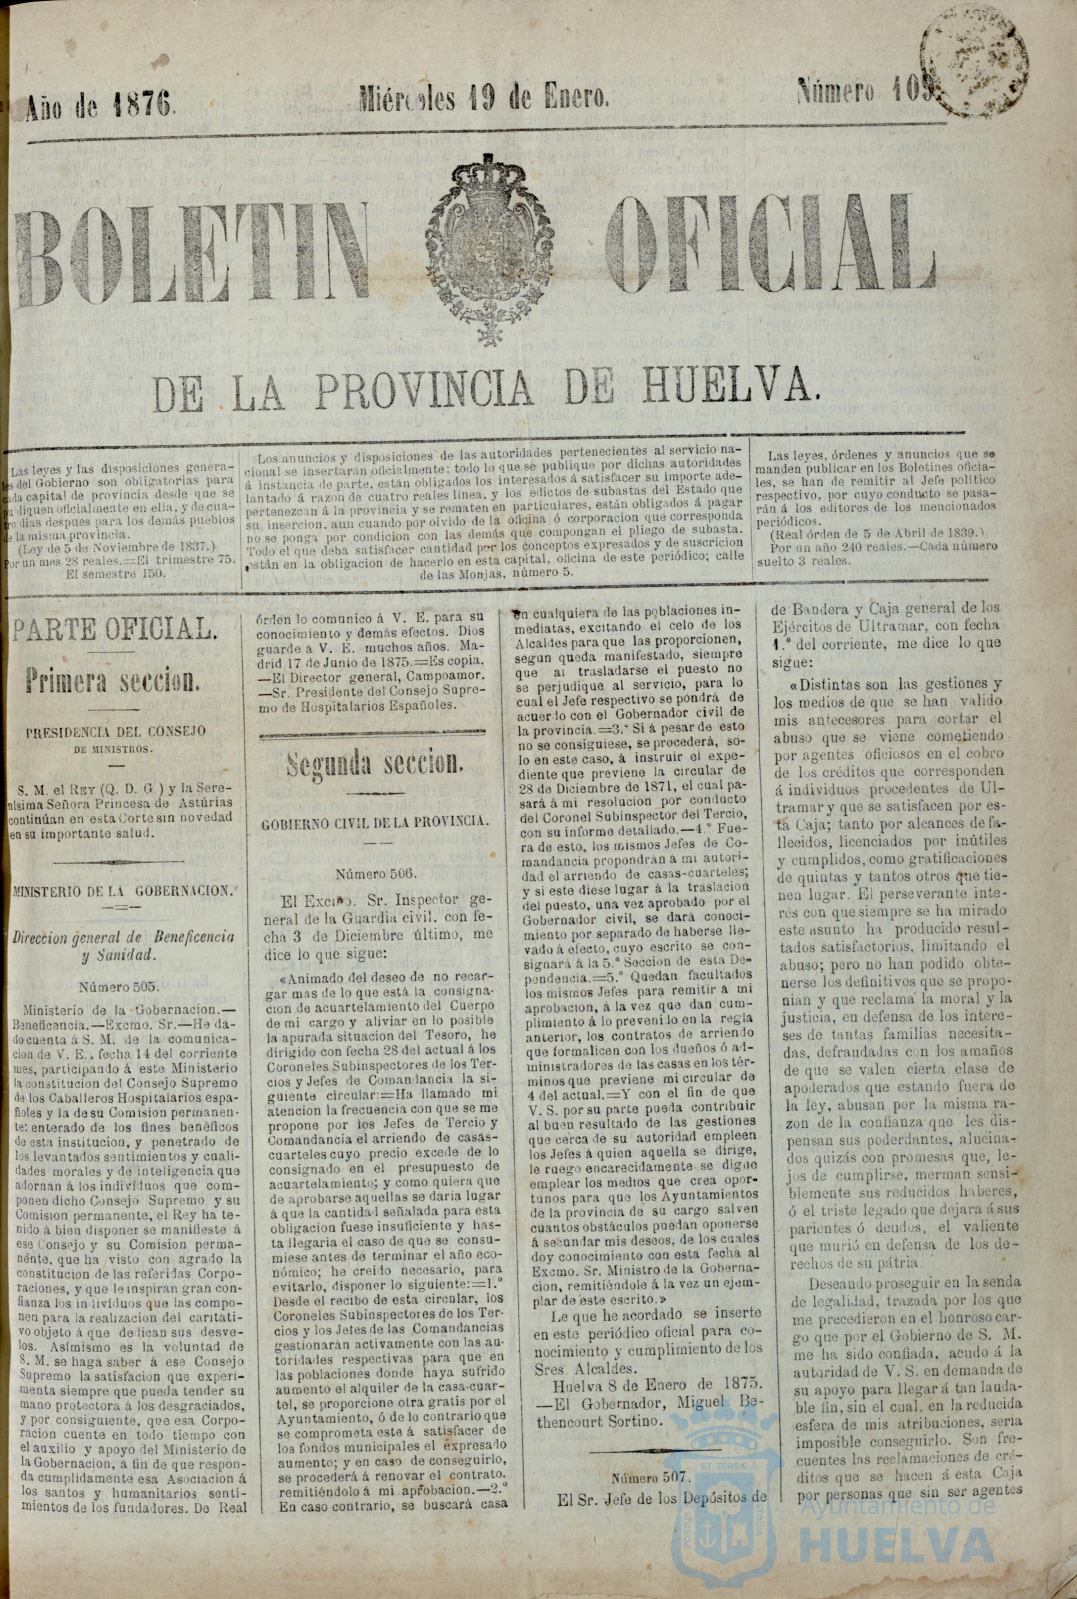 Año de 1876.
Miércoles 19 de Enero.
Número 109
BOLETIN OFICIAL
DE LA PROVINCIA DE HUELVA.
Las leyes y las disposiciones genera-
les del Gobierno son obligatorias para
cada capital de provincia desde que se
publiquen oficialmente en ella, y de cua-
tro dias despues para los demás pueblos
de la misma provincia.
(Ley de 5 de Noviembre de 1837.)
Por un mes 28 reales.=El trimestre 75.
El semestre 150.
Los anuncios y disposiciones de las autoridades pertenecientes al servicio na-
cional se insertarán oficialmente: todo lo que se publique por dichas autoridades
á instancia de parte, están obligados los interesados á satisfacer su importe ade-
lantado á razon de cuatro reales linea, y los edictos de subastas del Estado que
pertenezcan á la provincia y se rematen en particulares, están obligados á pagar
su insercion, aun cuando por olvido de la oficina ó corporacion que corresponda
no se ponga por condicion con las demás que compongan el pliego de subasta.
Todo el que deba satisfacer cantidad por los conceptos expresados y de suscricion
están en la obligacion de hacerlo en esta capital, oficina de este periódico; calle
de las Monjas, número 5.
Las leyes, órdenes y anuncios que se
manden publicar en los Boletines oficia-
les, se han de remitir al Jefe político
respectivo, por cuyo conducto se pasa-
rán á los editores de los mencionados
periódicos.
(Real órden de 5 de Abril de 1839.)
Por un año 240 reales.—Cada número
suelto 3 reales.
PARTE OFICIAL.
Primera seccion.
PRESIDENCIA DEL CONSEJO
DE MINISTROS.
S. M. el REY (Q. D. G.) y la Sere-
nísima Señora Princesa de Astúrias
continúan en esta Corte sin novedad
en su importante salud.
MINISTERIO DE LA GOBERNACION.
Direccion general de Beneficencia
y Sanidad.
Número 505.
Ministerio de la Gobernacion.—
Beneficencia.—Excmo. Sr.—He da-
do cuenta á S. M. de la comunica-
cion de V. E., fecha 14 del corriente
mes, participando á este Ministerio
la constitucion del Consejo Supremo
de los Caballeros Hospitalarios espa-
ñoles y la de su Comision permanen-
te: enterado de los fines benéficos
de esta institucion, y penetrado de
los levantados sentimientos y cuali-
dades morales y de inteligencia que
adornan á los indivíduos que com-
ponen dicho Consejo Supremo y su
Comision permanente, el Rey ha te-
nido á bien disponer se manifieste á
ese Consejo y su Comision perma-
nente, que ha visto con agrado la
constitucion de las referidas Corpo-
raciones, y que le inspiran gran con-
fianza los individuos que las compo-
nen para la realizacion del caritati-
vo objeto á que dedican sus desve-
los. Asímismo es la voluntad de
S. M. se haga saber á ese Consejo
Supremo la satisfacion que experi-
menta siempre que pueda tender su
mano protectora á los desgraciados,
y por consiguiente, que esa Corpo-
racion cuente en todo tiempo con
el auxilio y apoyo del Ministerio de
la Gobernacion, á fin de que respon-
da cumplidamente esa Asociacion á
los santos y humanitarios senti-
mientos de los fundadores. De Real
órden lo comunico á V. E. para su
conocimiento y demás efectos. Dios
guarde á V. E. muchos años. Ma-
drid 17 de Junio de 1875.=Es copia.
—El Director general, Campoamor.
—Sr. Presidente del Consejo Supre-
mo de Hospitalarios Españoles.
Segunda seccion.
GOBIERNO CIVIL DE LA PROVINCIA.
Número 506.
El Excmo. Sr. Inspector ge-
neral de la Guardia civil, con fe-
cha 3 de Diciembre último, me
dice lo que sigue:
«Animado del deseo de no recar-
gar mas de lo que está la consigna-
cion de acuartelamiento del Cuerpo
de mi cargo y aliviar en lo posible
la apurada situacion del Tesoro, he
dirigido con fecha 28 del actual á los
Coroneles Subinspectores de los Ter-
cios y Jefes de Comandancia la si-
guiente circular:=Ha llamado mi
atencion la frecuencia con que se me
propone por los Jefes de Tercio y
Comandancia el arriendo de casas-
cuarteles cuyo precio excede de lo
consignado en el presupuesto de
acuartelamiento; y como quiera que
de aprobarse aquellas se daria lugar
á que la cantidad señalada para esta
obligacion fuese insuficiente y has-
ta llegaria el caso de que se consu-
miese antes de terminar el año eco-
nómico; he creido necesario, para
evitarlo, disponer lo siguiente:=1.º
Desde el recibo de esta circular, los
Coroneles Subinspectores de los Ter-
cios y los Jefes de las Comandancias
gestionarán activamente con las au-
toridades respectivas para que en
las poblaciones donde haya sufrido
aumento el alquiler de la casa-cuar-
tel, se proporcione otra gratis por el
Ayuntamiento, ó de lo contrario que
se comprometa este á satisfacer de
los fondos municipales el expresado
aumento; y en caso de conseguirlo,
se procederá á renovar el contrato,
remitiéndolo á mi aprobacion.—2.º
En caso contrario, se buscará casa
en cualquiera de las poblaciones in-
mediatas, excitando el celo de los
Alcaldes para que las proporcionen,
segun queda manifestado, siempre
que al trasladarse el puesto no
se perjudique al servicio, para lo
cual el Jefe respectivo se pondrá de
acuerdo con el Gobernador civil de
la provincia.=3.º Si á pesar de esto
no se consiguiese, se procederá, so-
lo en este caso, á instruir el expe-
diente que previene la circular de
28 de Diciembre de 1871, el cual pa-
sará á mi resolucion por conducto
del Coronel Subinspector del Tercio,
con su informe detallado.—4.º Fue-
ra de esto, los mismos Jefes de Co-
mandancia propondrán á mi autori-
dad el arriendo de casas-cuarteles;
y si este diese lugar á la traslacion
del puesto, una vez aprobado por el
Gobernador civil, se dará conoci-
miento por separado de haberse lle-
vado á efecto, cuyo escrito se con-
signará á la 5.ª Seccion de esta De-
pendencia.=5.º Quedan facultados
los mismos Jefes para remitir á mi
aprobacion, á la vez que dan cum-
plimiento á lo prevenido en la regla
anterior, los contratos de arriendo
que formalicen con los dueños ó ad-
ministradores de las casas en los tér-
minos que previene mi circular de
4 del actual.=Y con el fin de que
V. S. por su parte pueda contribuir
al buen resultado de las gestiones
que cerca de su autoridad empleen
los Jefes á quien aquella se dirige,
le ruego encarecidamente se digne
emplear los medios que crea opor-
tunos para que los Ayuntamientos
de la provincia de su cargo salven
cuantos obstáculos puedan oponerse
á secundar mis deseos, de los cuales
doy conocimiento con esta fecha al
Excmo. Sr. Ministro de la Goberna-
cion, remitiéndole á la vez un ejem-
plar de este escrito.»
Le que he acordado se inserte
en este periódico oficial para co-
nocimiento y cumplimiento de los
Sres. Alcaldes.
Huelva 8 de Enero de 1875.
—El Gobernador, Miguel Be-
thencourt Sortino.
Número 507.
El Sr. Jefe de los Depósitos de
de Bandera y Caja general de los
Ejércitos de Ultramar, con fecha
1.º del corriente, me dice lo que
sigue:
«Distintas son las gestiones y
los medios de que se han valido
mis antecesores para cortar el
abuso que se viene cometiendo
por agentes oficiosos en el cobro
de los créditos que corresponden
á individuos procedentes de Ul-
tramar y que se satisfacen por es-
ta Caja; tanto por alcances de fa-
llecidos, licenciados por inútiles
y cumplidos, como gratificaciones
de quintas y tantos otros que tie-
nen lugar. El perseverante inte-
rés con que siempre se ha mirado
este asunto ha producido resul-
tados satisfactorios, limitando el
abuso; pero no han podido obte-
nerse los definitivos que se propo-
nian y que reclama la moral y la
justicia, en defensa de los intere-
ses de tantas familias necesita-
das, defraudadas con los amaños
de que se valen cierta clase de
apoderados que estando fuera de
la ley, abusan por la misma ra-
zon de la confianza que les dis-
pensan sus poderdantes, alucina-
dos quizás con promesas que, le-
jos de cumplirse, merman sensi-
blemente sus reducidos haberes,
ó el triste legado que dejara á sus
parientes ó deudos, el valiente
que murió en defensa de los de-
rechos de su pátria.
Deseando proseguir en la senda
de legalidad, trazada por los que
me precedieron en el honroso car-
go que por el Gobierno de S. M.
me ha sido confiada, acudo á la
autoridad de V. S. en demanda de
su apoyo para llegar á tan lauda-
ble fin, sin el cual, en la reducida
esfera de mis atribuciones, seria
imposible conseguirlo. Son fre-
cuentes las reclamaciones de cré-
ditos que se hacen á esta Caja
por personas que sin ser agentes
Ayuntamiento de
HUELVA